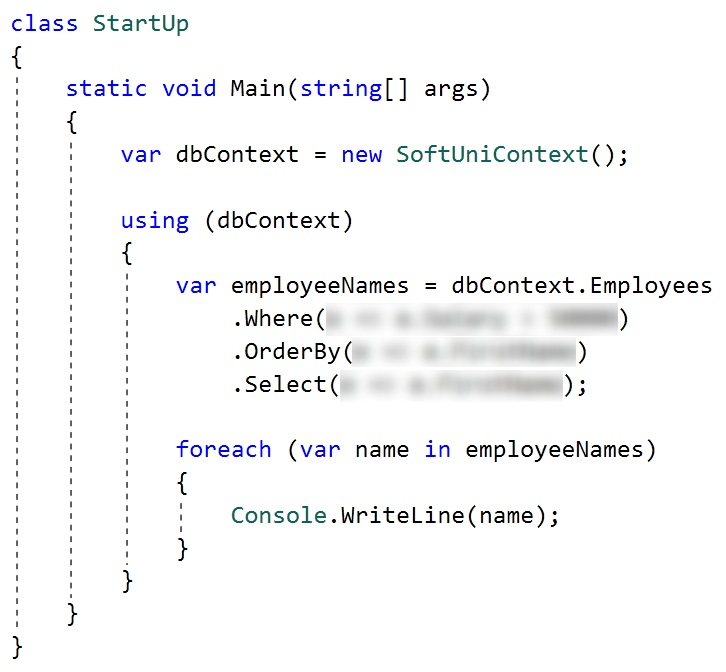 class StartUp
{
static void Main(string[] args)
{
var dbContext = new SoftUniContext();
using (dbContext)
{
var employeeNames = dbContext.Employees
.Where( )
.OrderBy( )
.Select( );
foreach (var name in employeeNames)
{
Console.WriteLine(name);
}
}
}
}